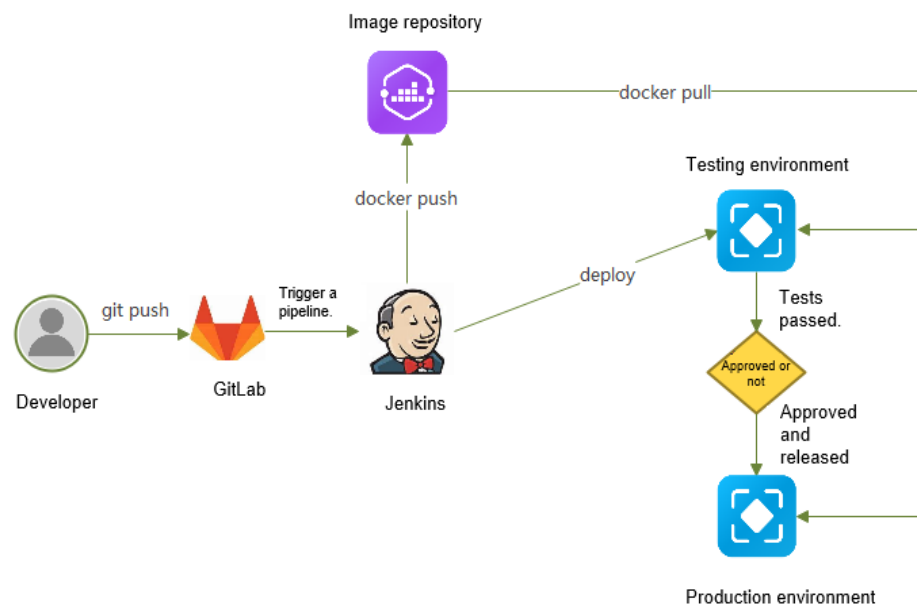 Image repository
docker pull
Testing environment
docker push
deploy
Trigger a
pipeline.
git push
Tests
passed.
Approved or
not
GitLab
Developer
Jenkins
Approved
and
released
Production environment